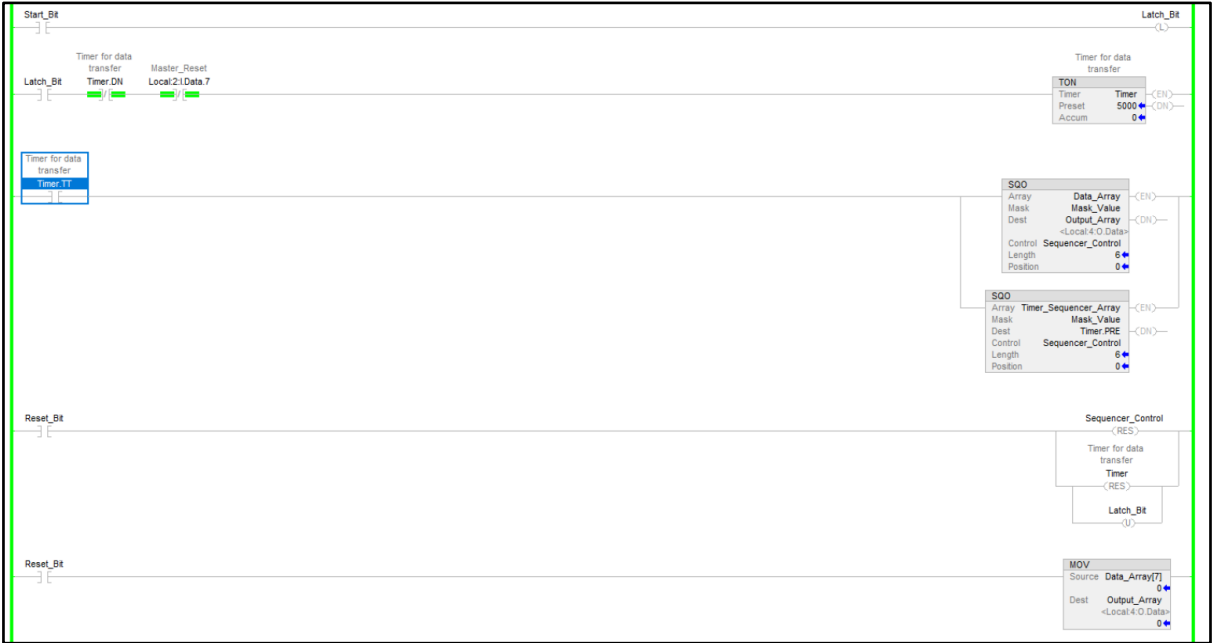 Start_Bit
Latch_Bit
L
Timer for data
transfer
Master_Reset
Latch_Bit
Timer.DN
Local:2:I.Data.7
Timer for data
transfer
TON
Timer Timer
Preset 5000
Accum 0
EN
DN
Timer for data
transfer
Timer.TT
SQO
Array Data_Array
Mask Mask_Value
Dest Output_Array
<Local:4:O.Data>
Control Sequencer_Control
Length 6
Position 0
EN
DN
SQO
Array Timer_Sequencer_Array
Mask Mask_Value
Dest Timer.PRE
Control Sequencer_Control
Length 6
Position 0
EN
DN
Reset_Bit
Sequencer_Control
RES
Timer for data
transfer
Timer
RES
Latch_Bit
U
Reset_Bit
MOV
Source Data_Array[7]
0
Dest Output_Array
<Local:4:O.Data>
0